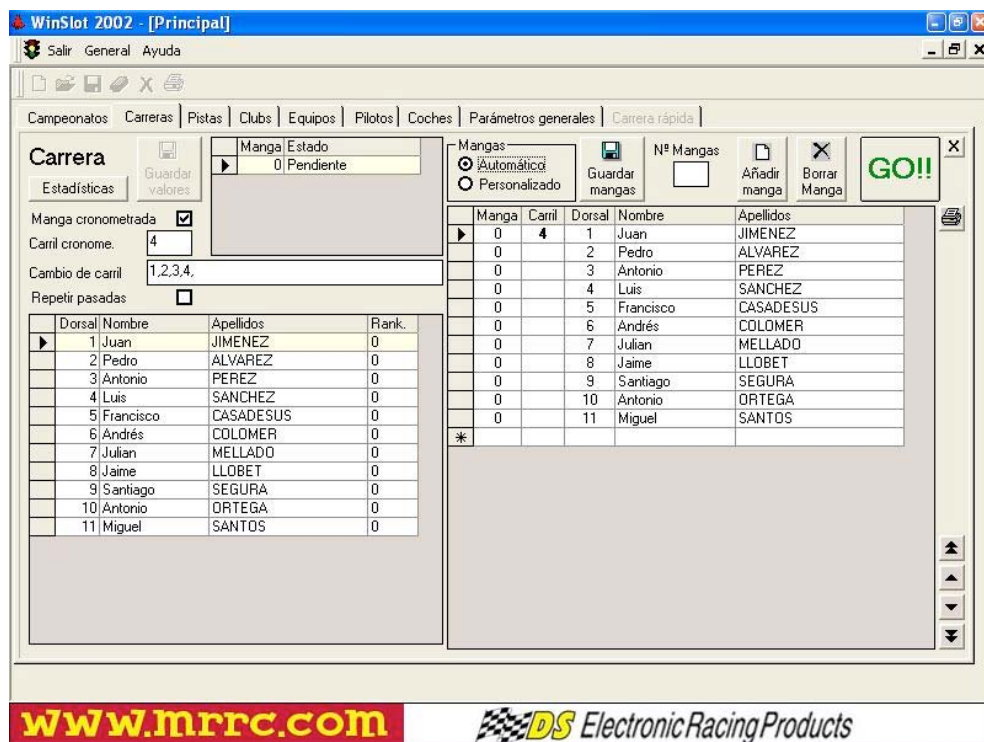 WinSlot 2002 - [Principal]
Salir General Ayuda
Campeonatos Carreras Pistas Clubs Equipos Pilotos Coches Parámetros generales Carrera rápida
Carrera
Guardar valores
Estadísticas
Manga cronometrada
Carril cronome. 4
Cambio de carril 1,2,3,4,
Repetir pasadas
Manga Estado
0 Pendiente
Dorsal Nombre Apellidos Rank.
1 Juan JIMENEZ 0
2 Pedro ALVAREZ 0
3 Antonio PEREZ 0
4 Luis SANCHEZ 0
5 Francisco CASADESUS 0
6 Andrés COLOMER 0
7 Julian MELLADO 0
8 Jaime LLOBET 0
9 Santiago SEGURA 0
10 Antonio ORTEGA 0
11 Miguel SANTOS 0
Mangas
Automático
Personalizado
Guardar mangas
Nº Mangas
Añadir manga
Borrar Manga
GO!!
Manga Carril Dorsal Nombre Apellidos
0 4 1 Juan JIMENEZ
0 2 Pedro ALVAREZ
0 3 Antonio PEREZ
0 4 Luis SANCHEZ
0 5 Francisco CASADESUS
0 6 Andrés COLOMER
0 7 Julian MELLADO
0 8 Jaime LLOBET
0 9 Santiago SEGURA
0 10 Antonio ORTEGA
0 11 Miguel SANTOS
www.mrrc.com
DS Electronic Racing Products